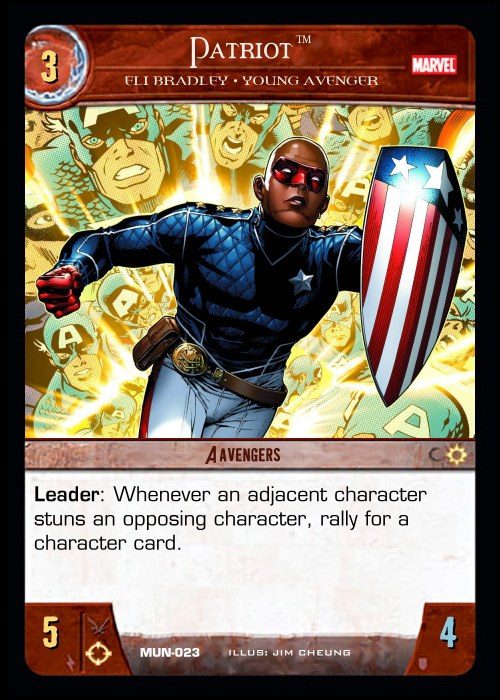 3
PATRIOT™
ELI BRADLEY • YOUNG AVENGER
MARVEL
A AVENGERS
Leader: Whenever an adjacent character
stuns an opposing character, rally for a
character card.
5
MUN-023 ILLUS: JIM CHEUNG
4